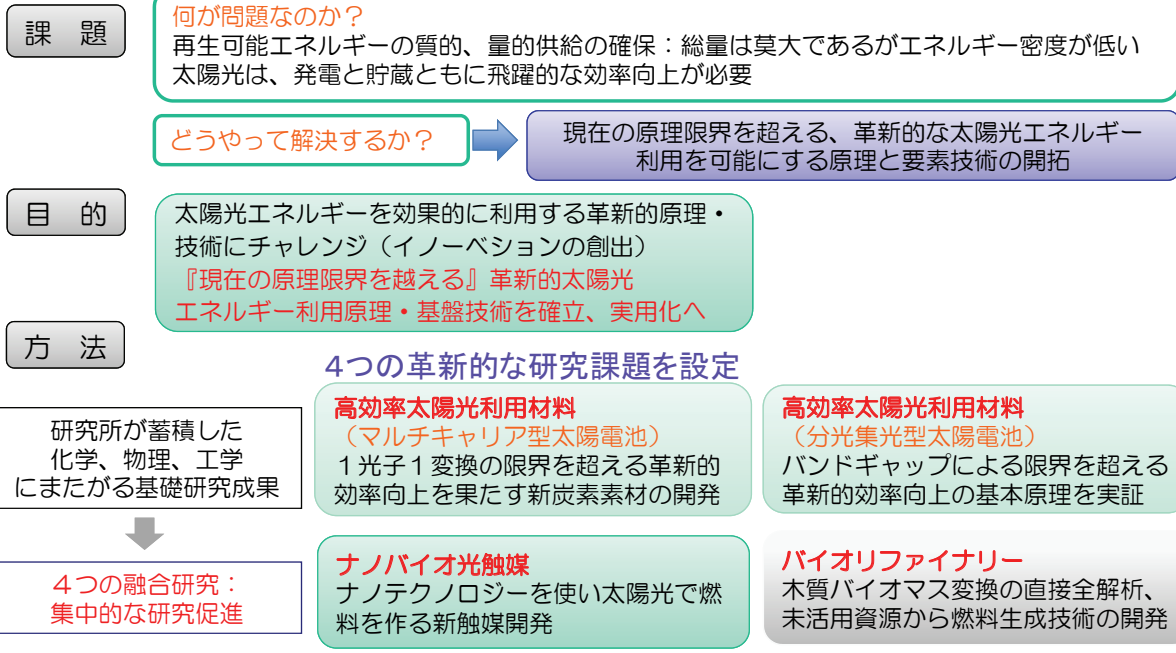 課 題
何が問題なのか？
再生可能エネルギーの質的、量的供給の確保：総量は莫大であるがエネルギー密度が低い
太陽光は、発電と貯蔵ともに飛躍的な効率向上が必要
どうやって解決するか？
現在の原理限界を超える、革新的な太陽光エネルギー
利用を可能にする原理と要素技術の開拓
目 的
太陽光エネルギーを効果的に利用する革新的原理・
技術にチャレンジ（イノーベションの創出）
『現在の原理限界を越える』革新的太陽光
エネルギー利用原理・基盤技術を確立、実用化へ
方 法
4つの革新的な研究課題を設定
研究所が蓄積した
化学、物理、工学
にまたがる基礎研究成果
４つの融合研究：
集中的な研究促進
高効率太陽光利用材料
（マルチキャリア型太陽電池）
１光子１変換の限界を超える革新的
効率向上を果たす新炭素素材の開発
高効率太陽光利用材料
（分光集光型太陽電池）
バンドギャップによる限界を超える
革新的効率向上の基本原理を実証
ナノバイオ光触媒
ナノテクノロジーを使い太陽光で燃
料を作る新触媒開発
バイオリファイナリー
木質バイオマス変換の直接全解析、
未活用資源から燃料生成技術の開発